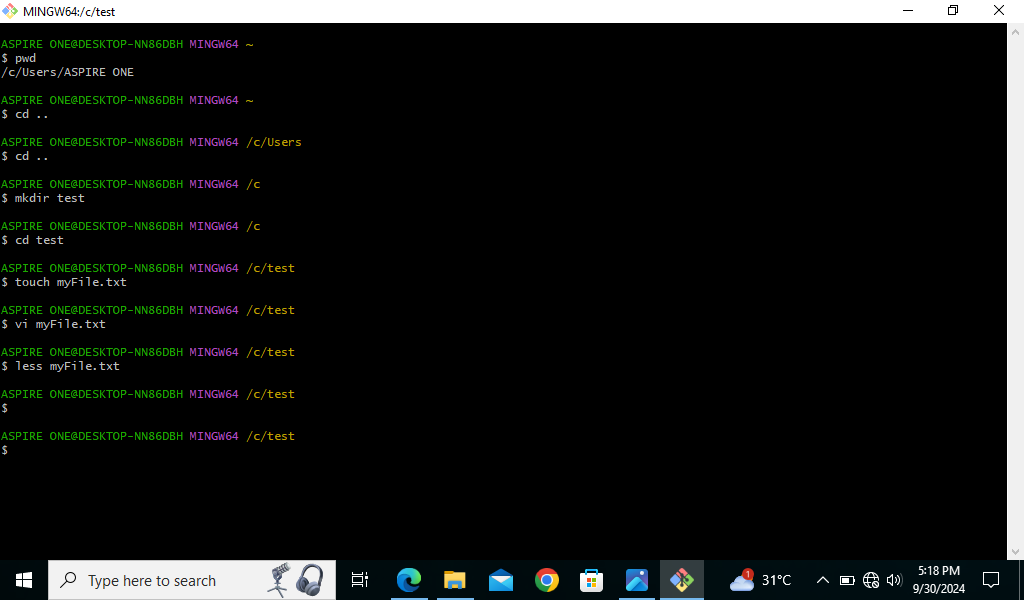 MINGW64:/c/test
ASPIRE ONE@DESKTOP-NN86DBH MINGW64 ~
$ pwd
/c/Users/ASPIRE ONE
ASPIRE ONE@DESKTOP-NN86DBH MINGW64 ~
$ cd ..
ASPIRE ONE@DESKTOP-NN86DBH MINGW64 /c/Users
$ cd ..
ASPIRE ONE@DESKTOP-NN86DBH MINGW64 /c
$ mkdir test
ASPIRE ONE@DESKTOP-NN86DBH MINGW64 /c
$ cd test
ASPIRE ONE@DESKTOP-NN86DBH MINGW64 /c/test
$ touch myFile.txt
ASPIRE ONE@DESKTOP-NN86DBH MINGW64 /c/test
$ vi myFile.txt
ASPIRE ONE@DESKTOP-NN86DBH MINGW64 /c/test
$ less myFile.txt
ASPIRE ONE@DESKTOP-NN86DBH MINGW64 /c/test
$
ASPIRE ONE@DESKTOP-NN86DBH MINGW64 /c/test
$
Type here to search
1
31°C
5:18 PM
9/30/2024